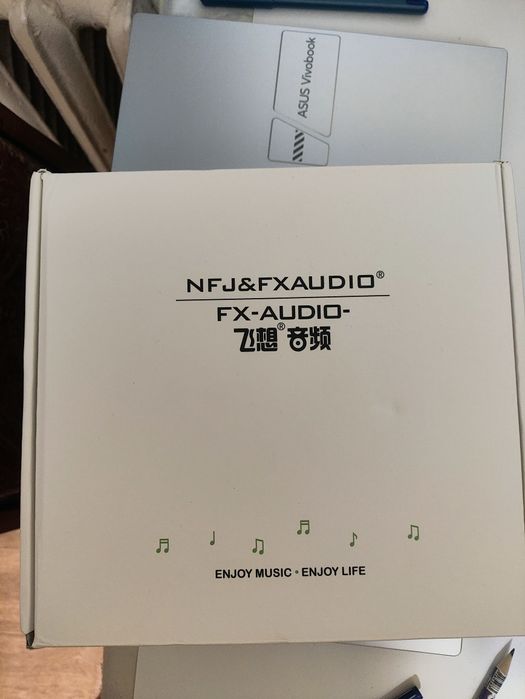 ASUS Vivobook
NFJ&FXAUDIO®
FX-AUDIO-
飞想®音频
ENJOY MUSIC • ENJOY LIFE